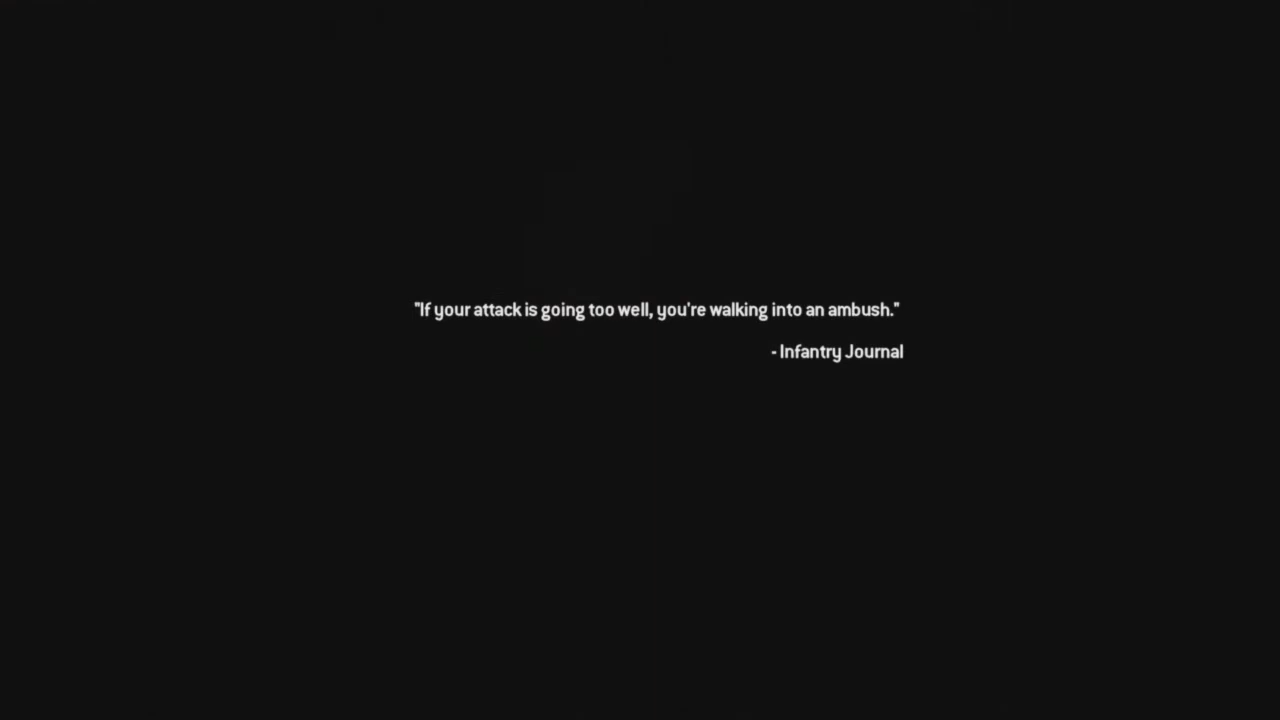 "If your attack is going too well, you're walking into an ambush."
- Infantry Journal